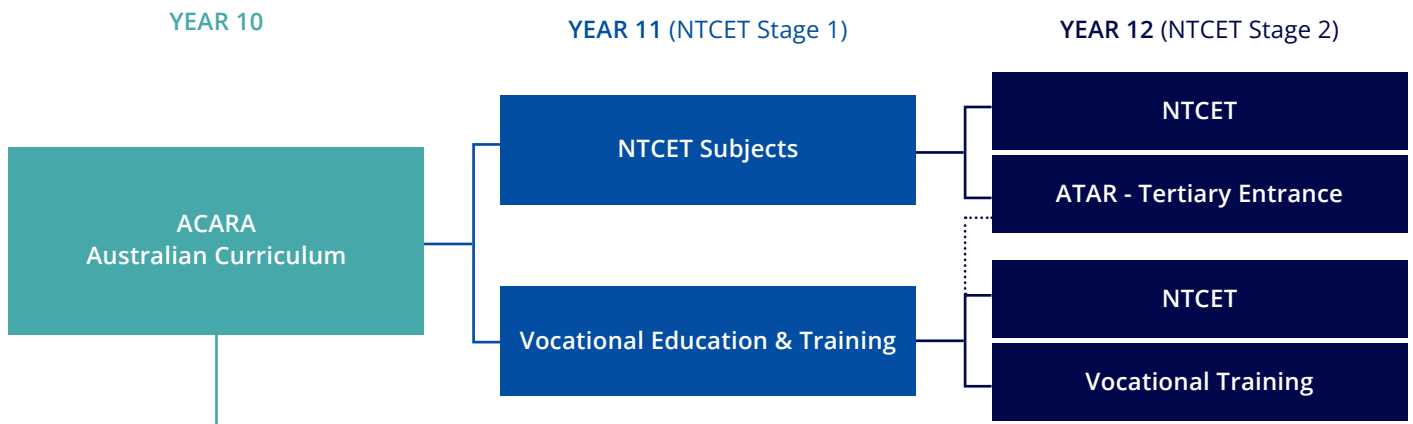 YEAR 10
YEAR 11 (NTCET Stage 1)
YEAR 12 (NTCET Stage 2)
ACARA
Australian Curriculum
NTCET Subjects
Vocational Education & Training
NTCET
ATAR - Tertiary Entrance
NTCET
Vocational Training